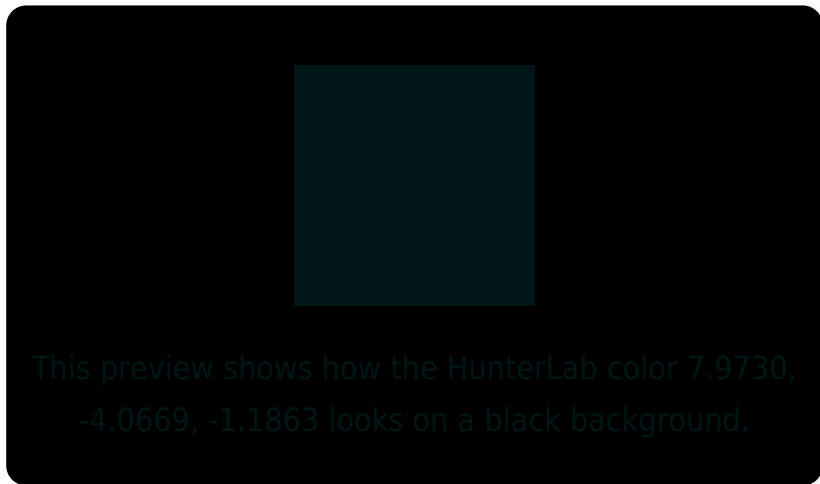 This preview shows how the HunterLab color 7.9730,
-4.0669, -1.1863 looks on a black background.